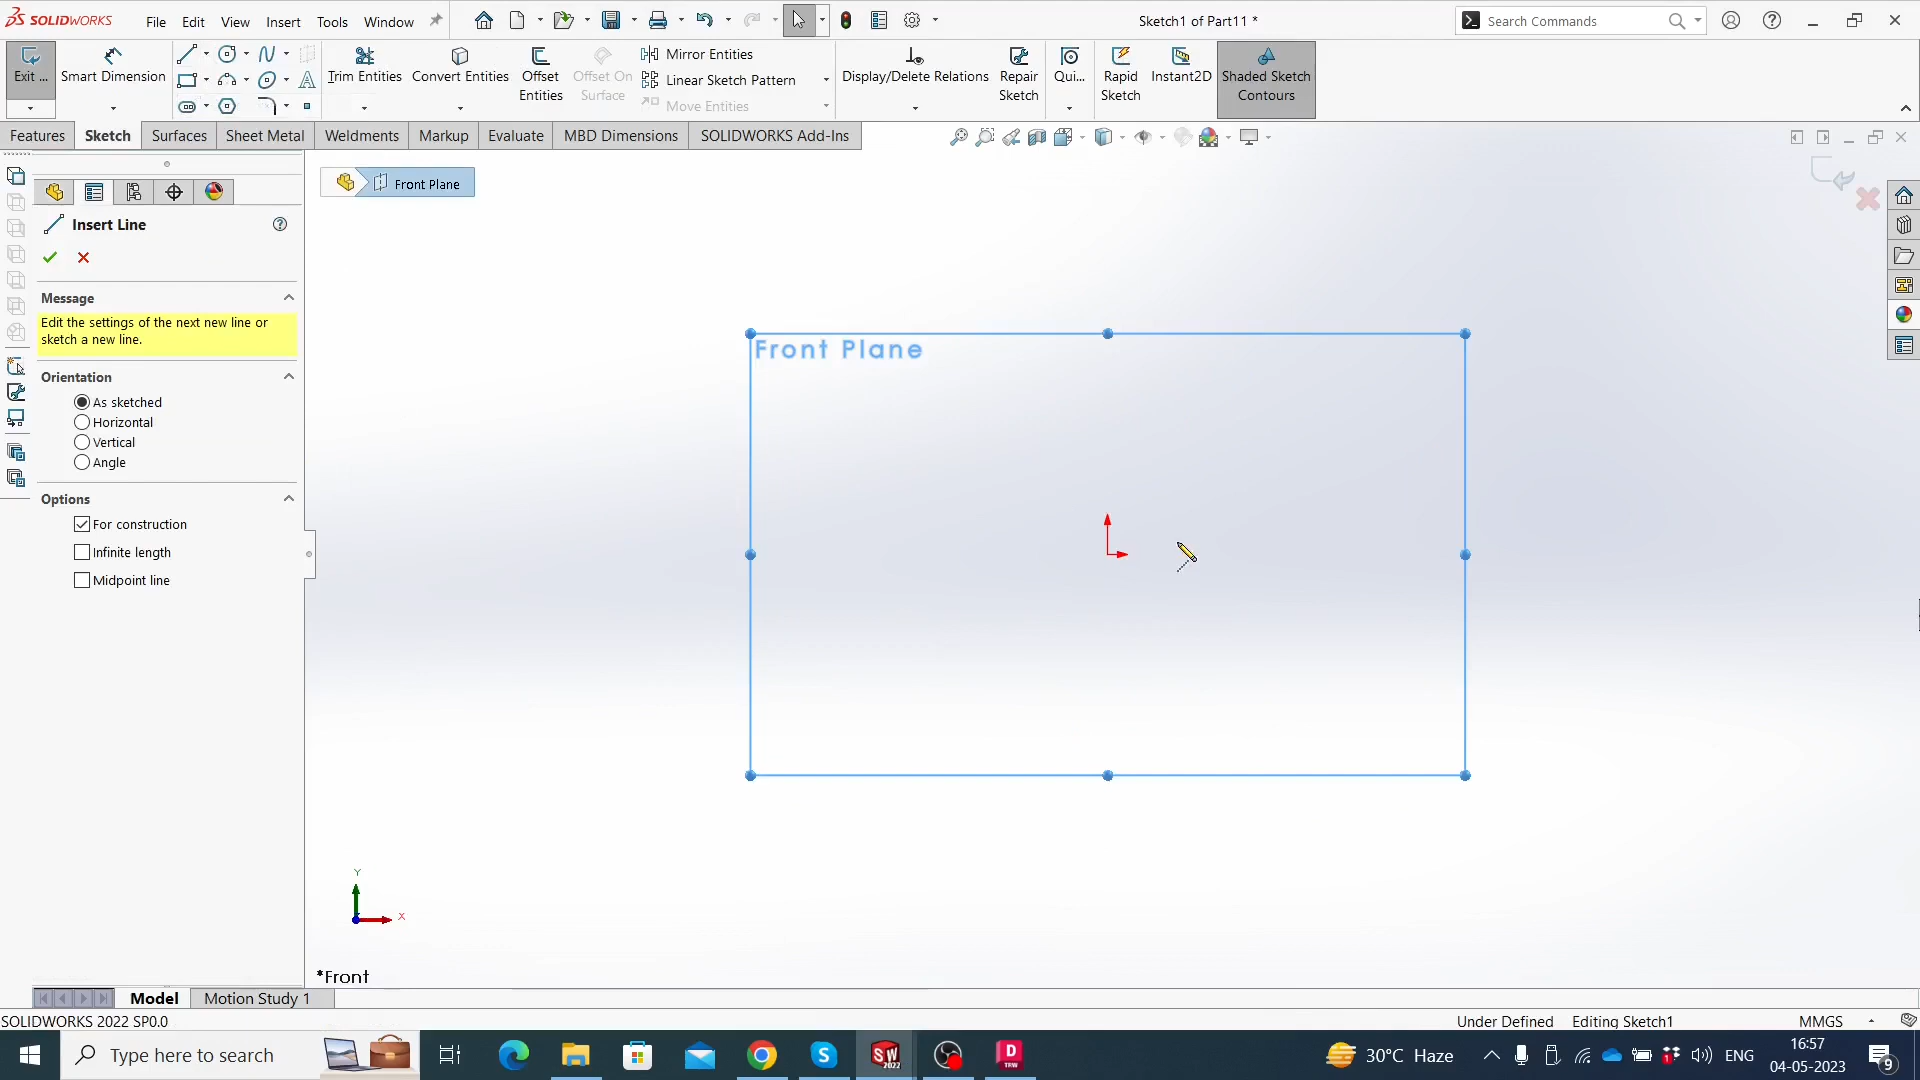 SOLIDWORKS File Edit View Insert Tools Window Sketch1 of Part11 * Search Commands
Exit ... Smart Dimension Trim Entities Convert Entities Offset Entities Offset On Surface Mirror Entities Linear Sketch Pattern Move Entities Display/Delete Relations Repair Sketch Qui... Rapid Sketch Instant2D Shaded Sketch Contours
Features Sketch Surfaces Sheet Metal Weldments Markup Evaluate MBD Dimensions SOLIDWORKS Add-Ins
Front Plane
Insert Line
Message
Edit the settings of the next new line or
sketch a new line.
Orientation
As sketched
Horizontal
Vertical
Angle
Options
For construction
Infinite length
Midpoint line
Front Plane
Y
X
*Front
Model Motion Study 1
SOLIDWORKS 2022 SP0.0 Under Defined Editing Sketch1 MMGS
Type here to search SW 2022 D TRW 30°C Haze ENG 16:57
04-05-2023 9